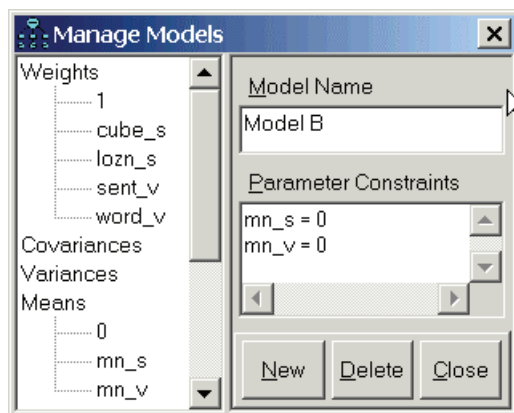 Manage Models
Weights
1
cube_s
lozn_s
sent_v
word_v
Covariances
Variances
Means
0
mn_s
mn_v
Model Name
Model B
Parameter Constraints
mn_s = 0
mn_v = 0
New
Delete
Close